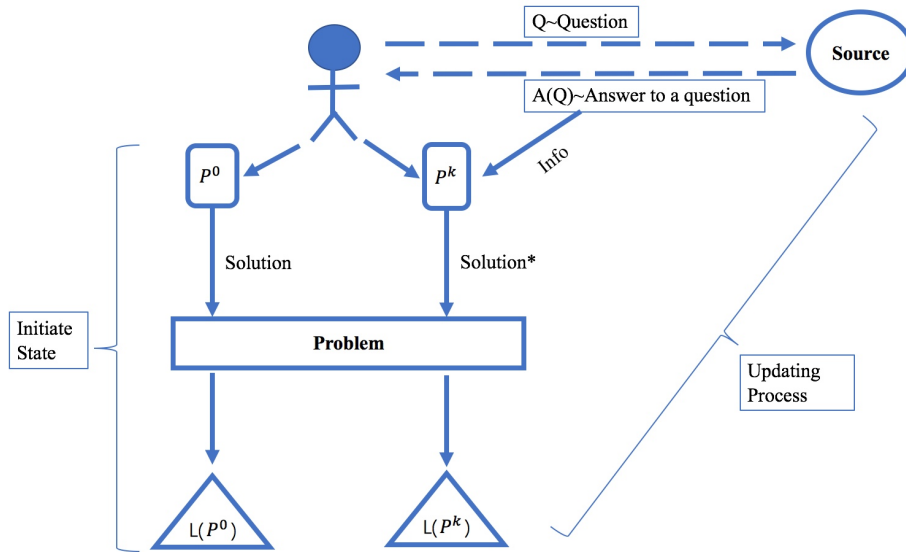 Q~Question
Source
A(Q)~Answer to a question
P⁰
Pᵏ
Info
Solution
Solution*
Initiate
State
Problem
Updating
Process
L(P⁰)
L(Pᵏ)